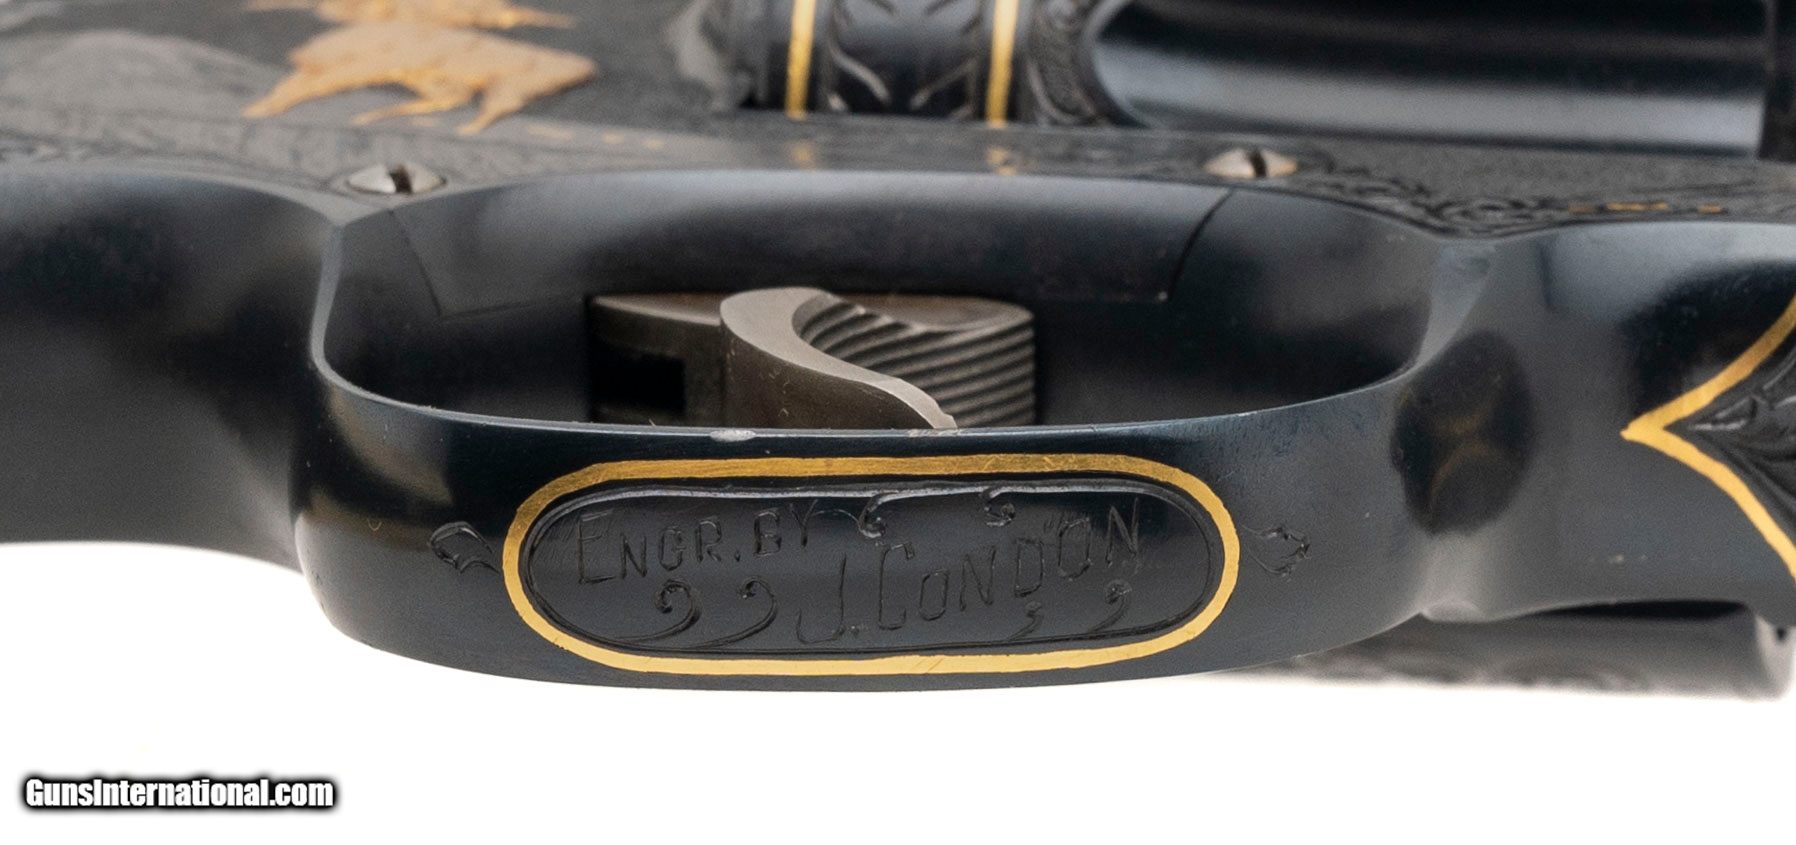 ENGR. BY
J. CONDON
GunsInternational.com